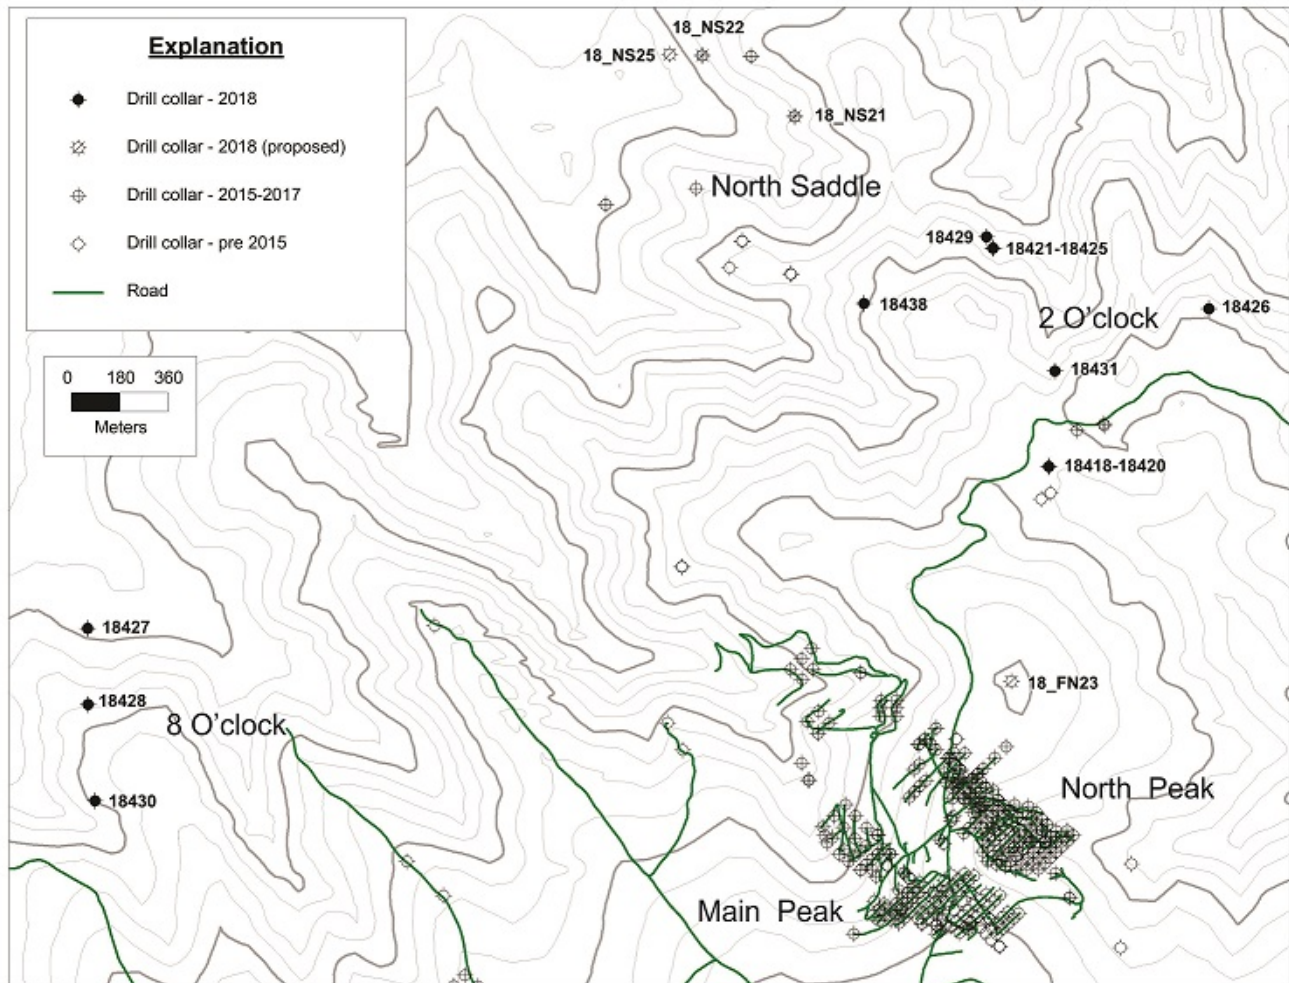 Explanation
Drill collar - 2018
Drill collar - 2018 (proposed)
Drill collar - 2015-2017
Drill collar - pre 2015
Road
0 180 360
Meters
18_NS22
18_NS25
18_NS21
North Saddle
18429
18421-18425
18438
2 O'clock
18426
18431
18418-18420
18427
18428
8 O'clock
18430
18_FN23
North Peak
Main Peak